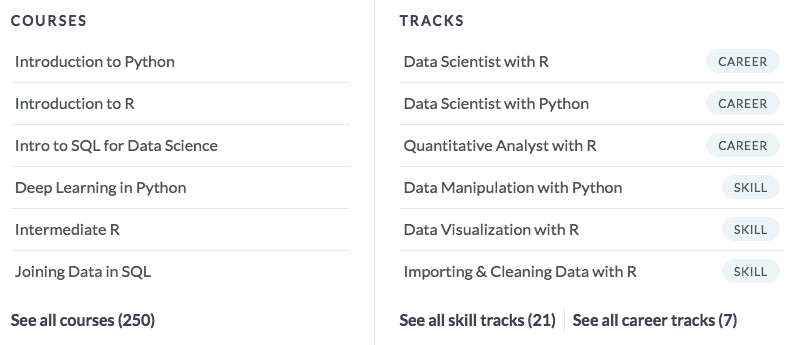 COURSES
Introduction to Python
Introduction to R
Intro to SQL for Data Science
Deep Learning in Python
Intermediate R
Joining Data in SQL
See all courses (250)
TRACKS
Data Scientist with R CAREER
Data Scientist with Python CAREER
Quantitative Analyst with R CAREER
Data Manipulation with Python SKILL
Data Visualization with R SKILL
Importing & Cleaning Data with R SKILL
See all skill tracks (21) See all career tracks (7)